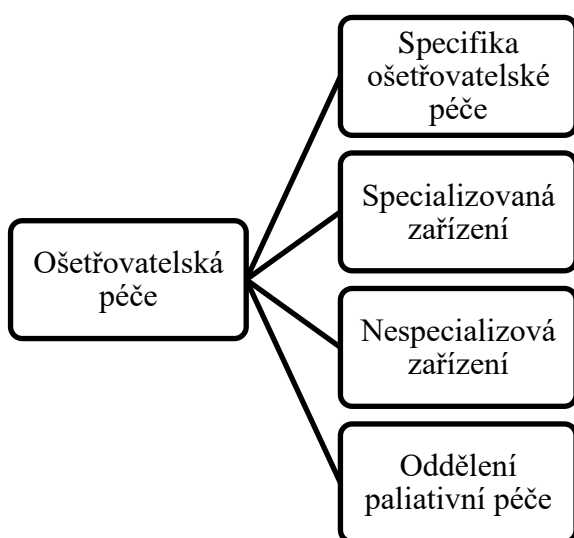 Specifika
ošetřovatelské
péče
Specializovaná
zařízení
Ošetřovatelská
péče
Nespecializová
zařízení
Oddělení
paliativní péče